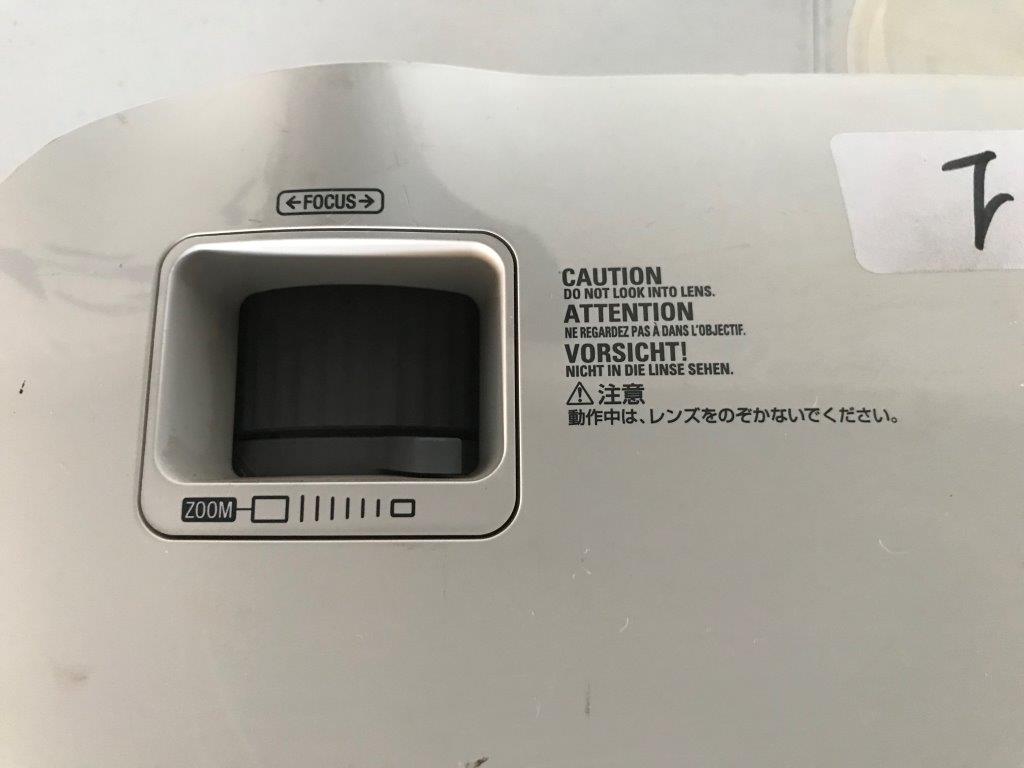 ←FOCUS→
CAUTION
DO NOT LOOK INTO LENS.
ATTENTION
NE REGARDEZ PAS À DANS L'OBJECTIF.
VORSICHT!
NICHT IN DIE LINSE SEHEN.
⚠注意
動作中は、レンズをのぞかないでください。
ZOOM